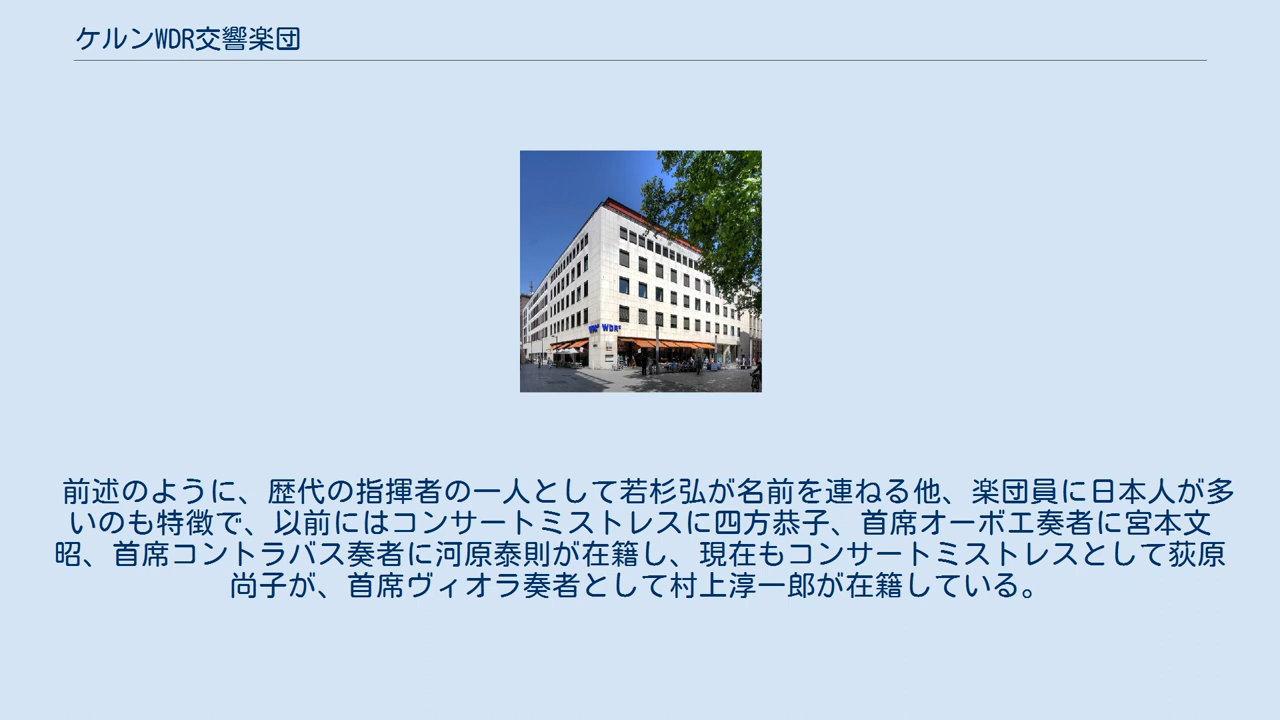 ケルンWDR交響楽団
WDR
前述のように、歴代の指揮者の一人として若杉弘が名前を連ねる他、楽団員に日本人が多
いのも特徴で、以前にはコンサートミストレスに四方恭子、首席オーボエ奏者に宮本文
昭、首席コントラバス奏者に河原泰則が在籍し、現在もコンサートミストレスとして荻原
尚子が、首席ヴィオラ奏者として村上淳一郎が在籍している。